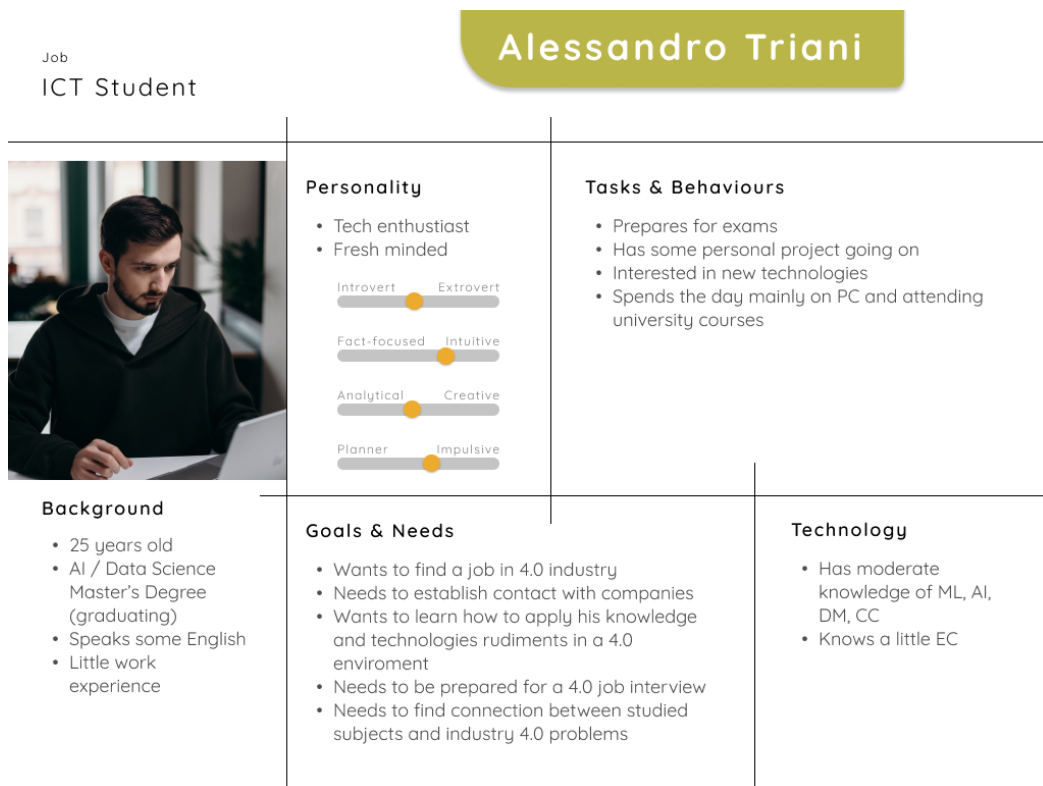 Job
ICT Student
Alessandro Triani
Personality
• Tech enthustiast
• Fresh minded
Introvert Extrovert
Fact-focused Intuitive
Analytical Creative
Planner Impulsive
Tasks & Behaviours
• Prepares for exams
• Has some personal project going on
• Interested in new technologies
• Spends the day mainly on PC and attending
university courses
Background
• 25 years old
• AI / Data Science
Master's Degree
(graduating)
• Speaks some English
• Little work
experience
Goals & Needs
• Wants to find a job in 4.0 industry
• Needs to establish contact with companies
• Wants to learn how to apply his knowledge
and technologies rudiments in a 4.0
enviroment
• Needs to be prepared for a 4.0 job interview
• Needs to find connection between studied
subjects and industry 4.0 problems
Technology
• Has moderate
knowledge of ML, AI,
DM, CC
• Knows a little EC